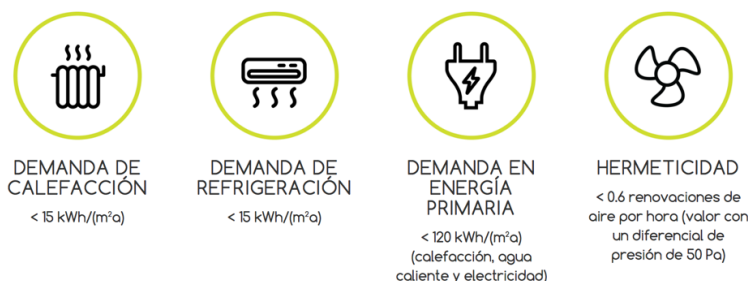 DEMANDA DE
CALEFACCIÓN
< 15 kWh/(m²a)
DEMANDA DE
REFRIGERACIÓN
< 15 kWh/(m²a)
DEMANDA EN
ENERGÍA
PRIMARIA
< 120 kWh/(m²a)
(calefacción, agua
caliente y electricidad)
HERMETICIDAD
< 0.6 renovaciones de
aire por hora (valor con
un diferencial de
presión de 50 Pa)